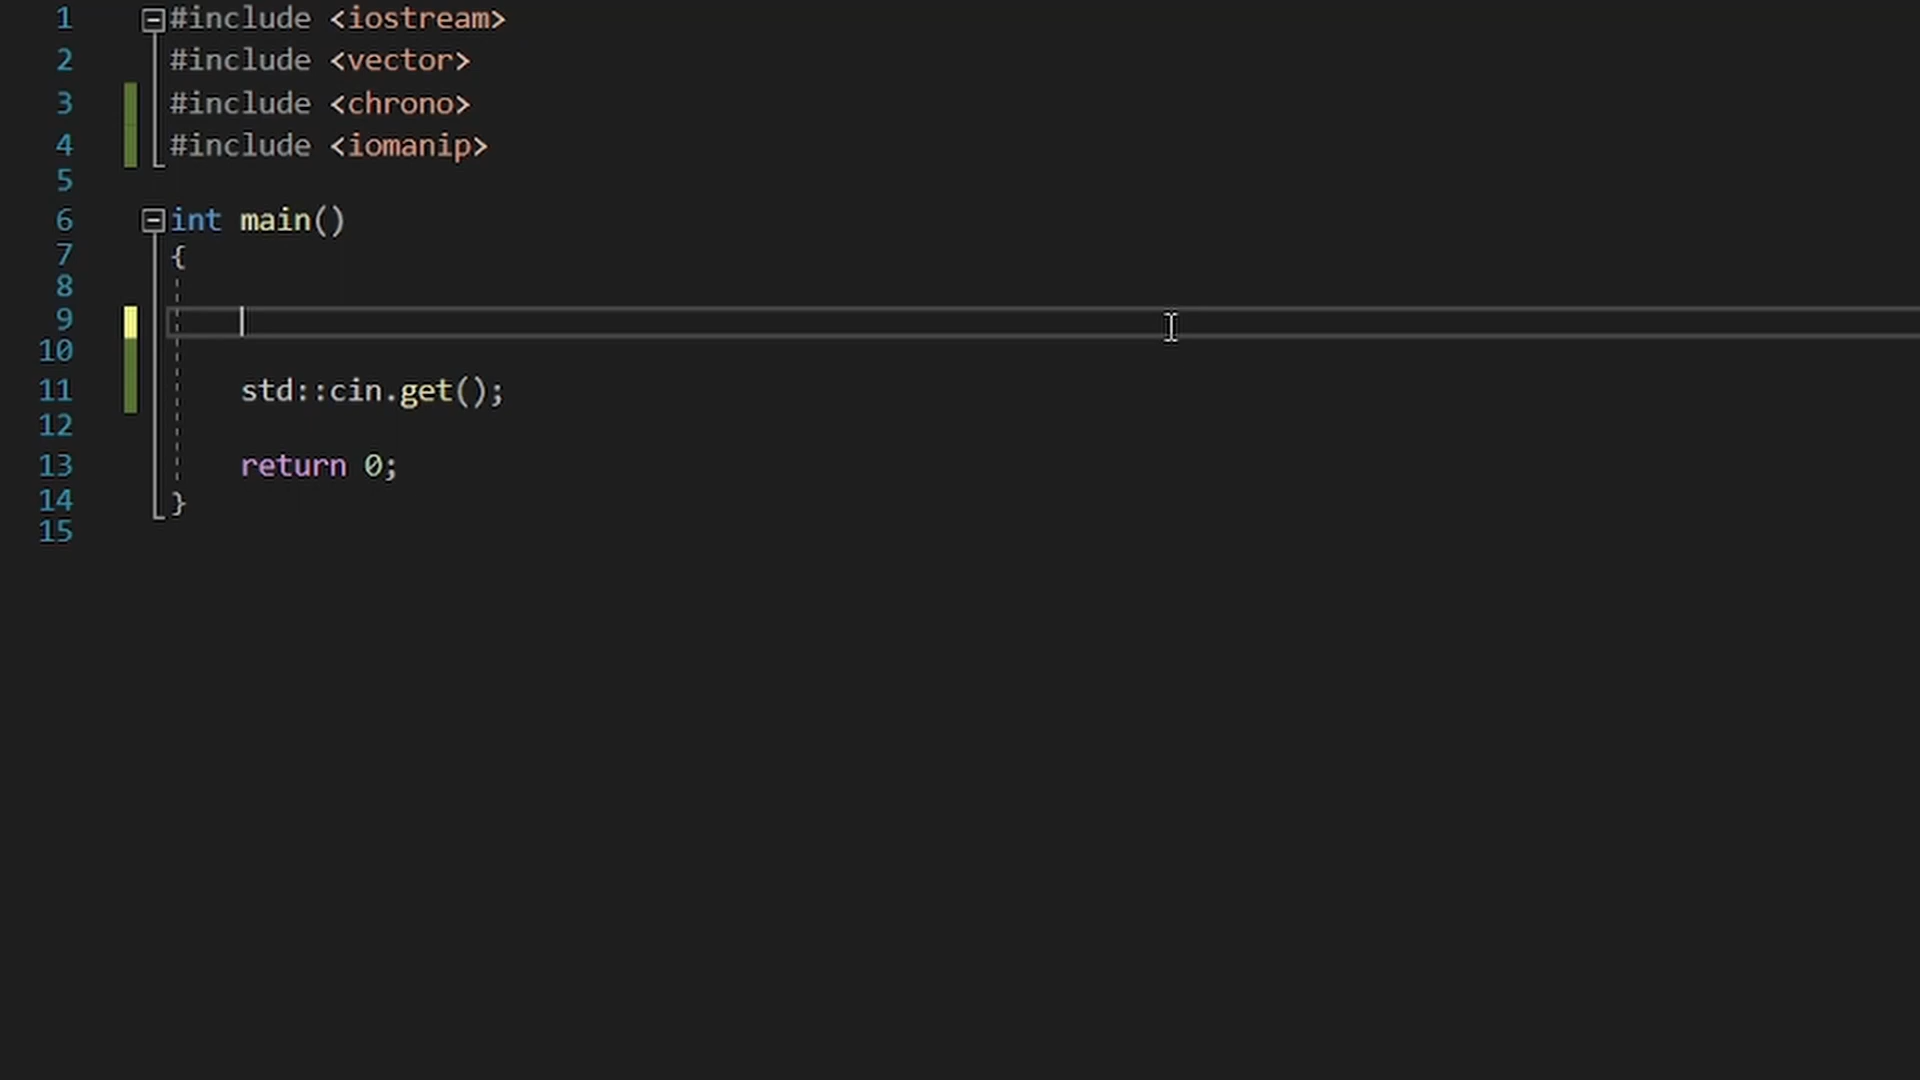 1 #include <iostream>
2 #include <vector>
3 #include <chrono>
4 #include <iomanip>
5
6 int main()
7 {
8
9
10
11 std::cin.get();
12
13 return 0;
14 }
15